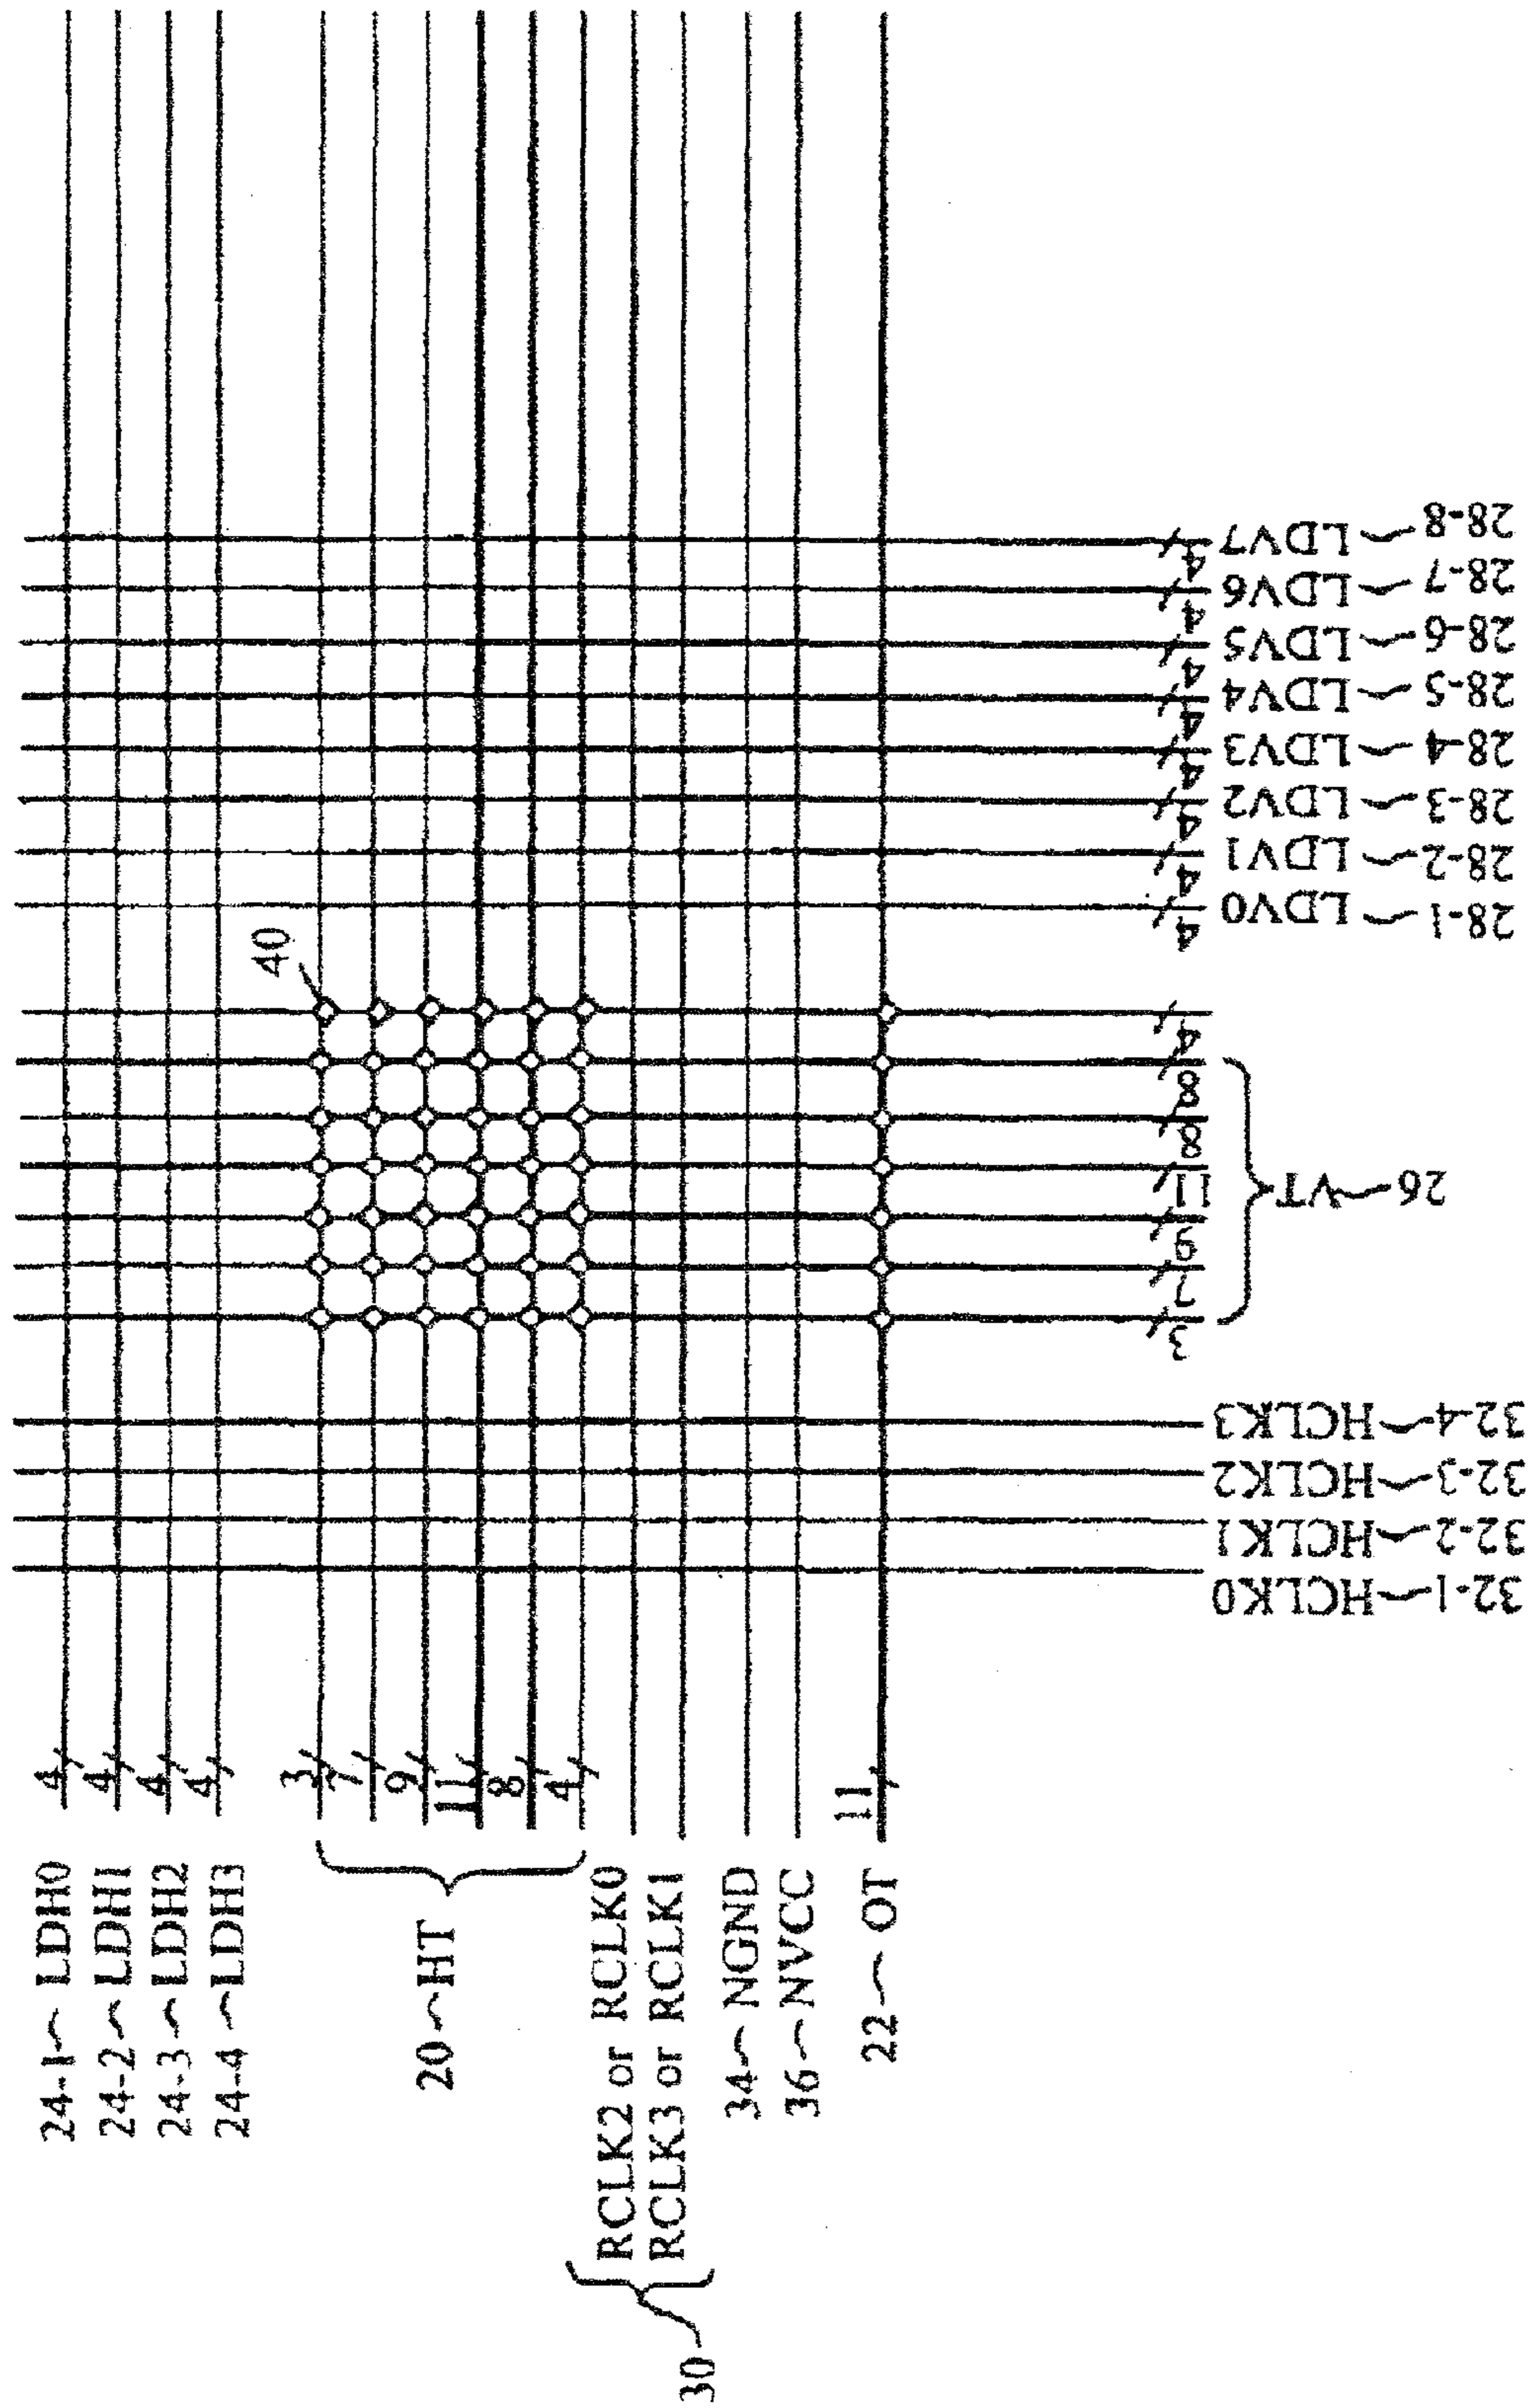 24-1 LDH0
24-2 LDH1
24-3 LDH2
24-4 LDH3
4
4
4
4
20 HT
3
7
9
11
8
4
30
RCLK2 or RCLK0
RCLK3 or RCLK1
34 NGND
36 NVCC
22 OT
11
40
32-1 HCLK0
32-2 HCLK1
32-3 HCLK2
32-4 HCLK3
3
7
9
11
8
8
4
26 VT
4
4
4
4
4
4
4
4
28-1 LDV0
28-2 LDV1
28-3 LDV2
28-4 LDV3
28-5 LDV4
28-6 LDV5
28-7 LDV6
28-8 LDV7